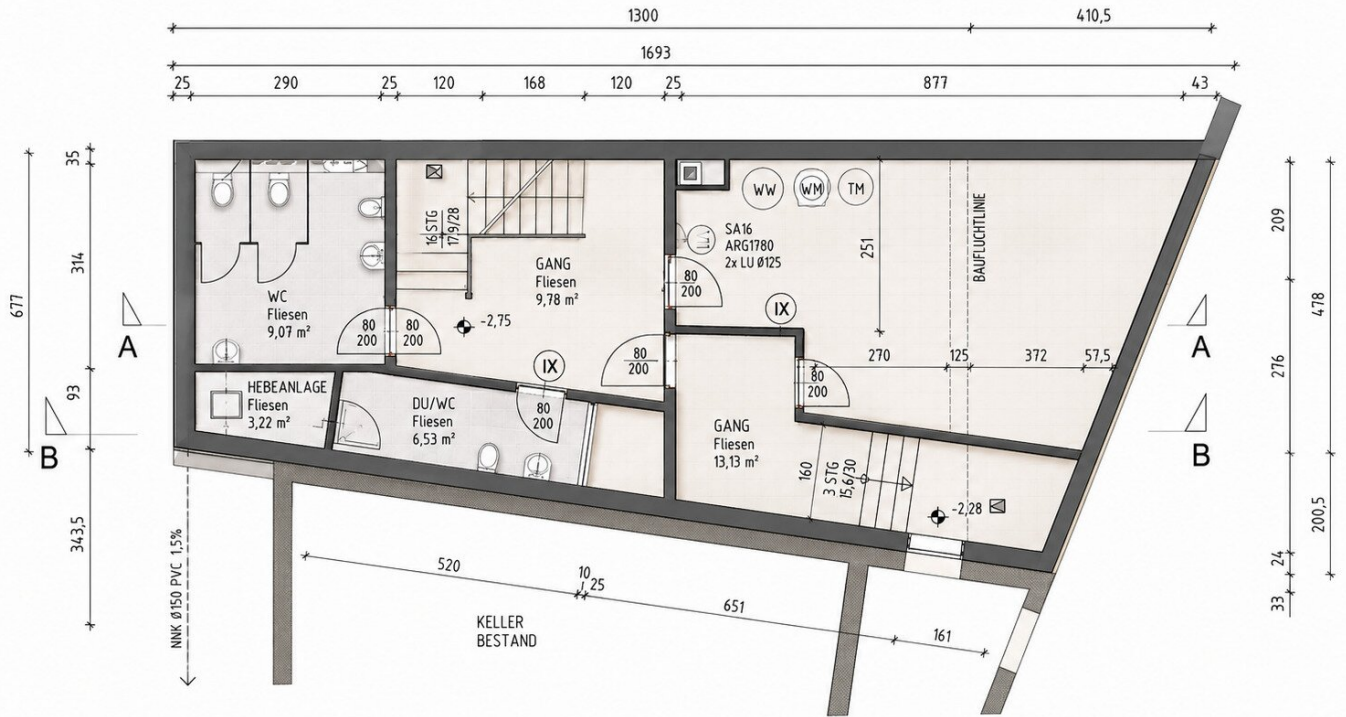 1300
410,5
1693
25
290
25
120
168
120
25
877
43
35
314
677
93
343,5
A
B
16 STG
17,9/28
WC
Fliesen
9,07 m²
80
200
80
200
-2,75
GANG
Fliesen
9,78 m²
80
200
IX
80
200
HEBEANLAGE
Fliesen
3,22 m²
DU/WC
Fliesen
6,53 m²
WW
WM
TM
SA16
ARG1780
2x LU Ø125
80
200
251
BAUFLUCHTLINIE
IX
270
125
372
57,5
80
200
GANG
Fliesen
13,13 m²
160
3 STG
15,6/30
-2,28
A
B
209
276
478
200,5
24
33
NNK Ø150 PVC 1,5%
520
10
25
651
161
KELLER
BESTAND